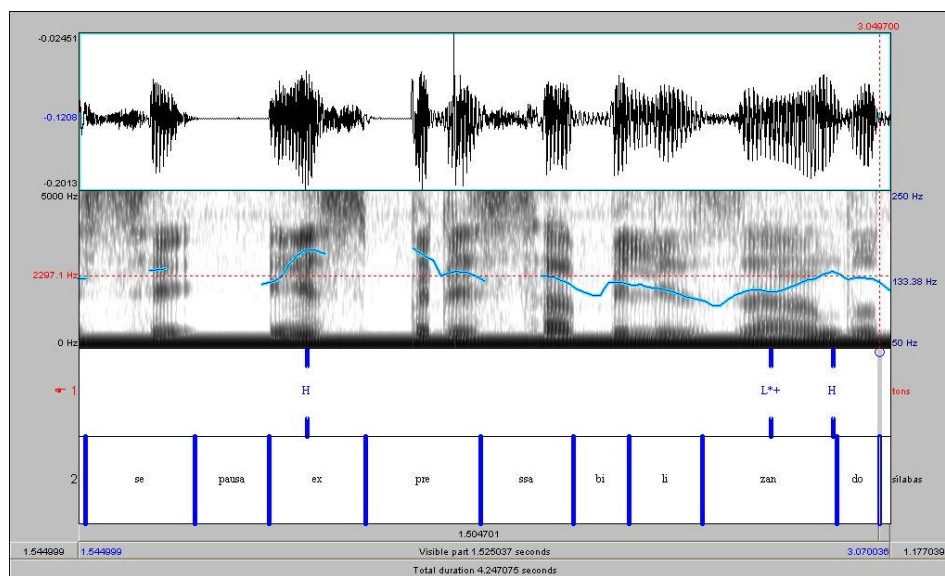 3.049700
-0.02451
-0.1208
-0.2013
5000 Hz 250 Hz
2297.1 Hz 133.38 Hz
0 Hz 50 Hz
1 H L*+ H tons
2 se pausa ex pre ssa bi li zan do sílabas
1.504701
1.544999 1.544999 Visible part 1.525037 seconds 3.070036 1.177039
Total duration 4.247075 seconds